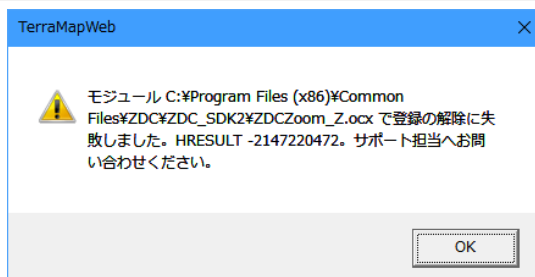 TerraMapWeb
モジュール C:¥Program Files (x86)¥Common
Files¥ZDC¥ZDC_SDK2¥ZDCZoom_Z.ocx で登録の解除に失
敗しました。HRESULT -2147220472。サポート担当へお問
い合わせください。
OK